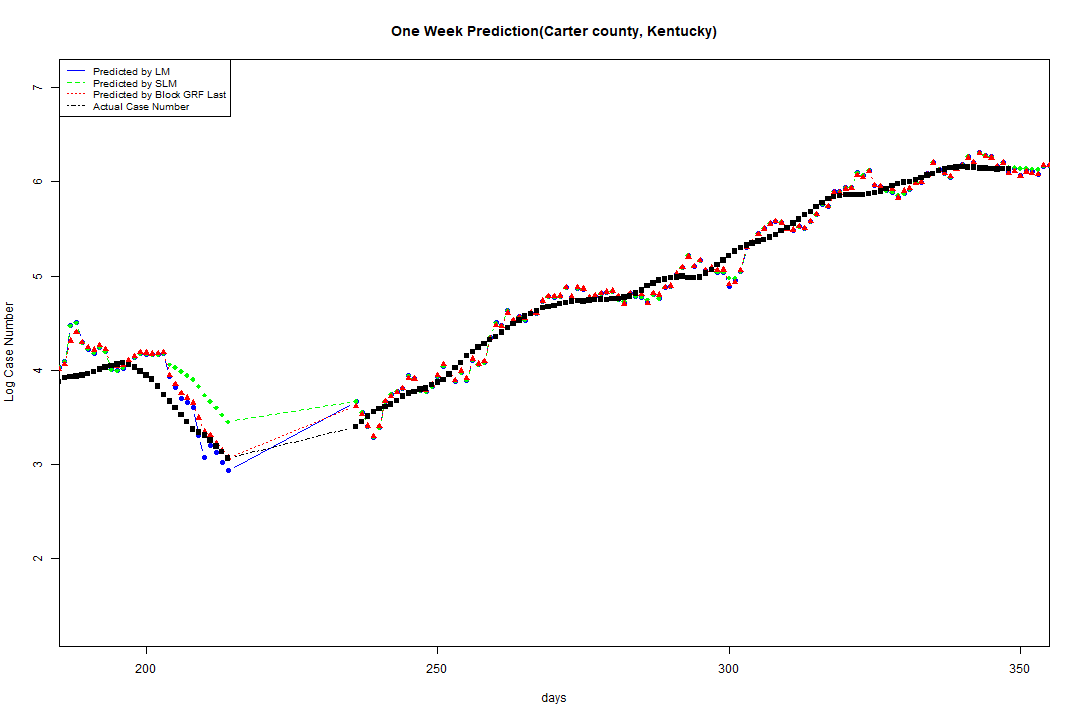 One Week Prediction(Carter county, Kentucky)
Predicted by LM
Predicted by SLM
Predicted by Block GRF Last
Actual Case Number
7
6
5
4
3
2
Log Case Number
200
250
300
350
days